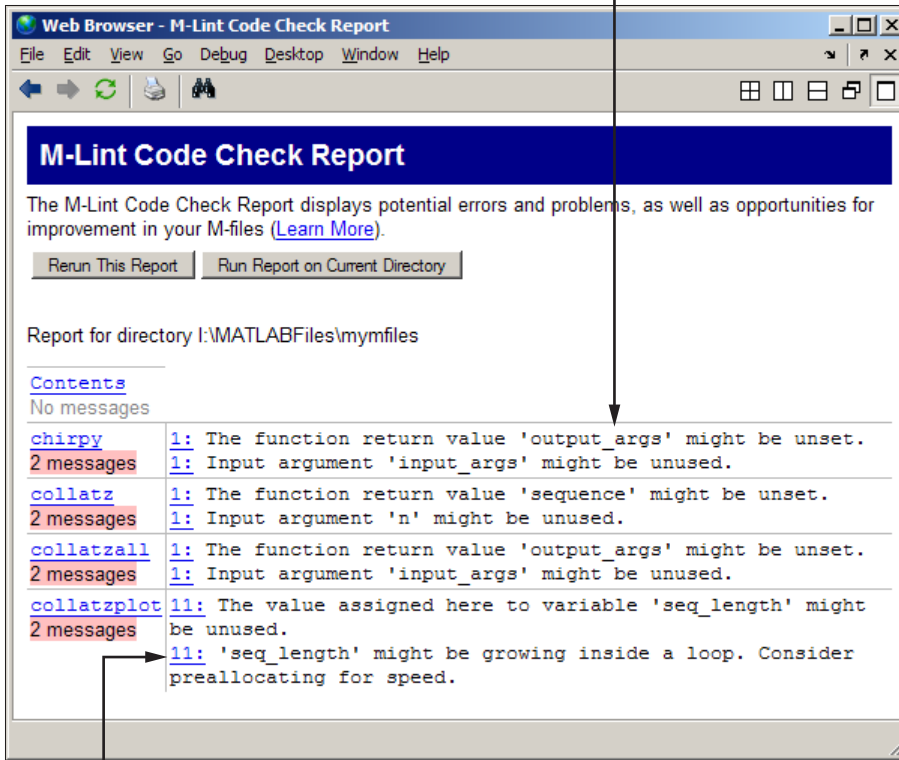 Web Browser - M-Lint Code Check Report
File Edit View Go Debug Desktop Window Help
M-Lint Code Check Report
The M-Lint Code Check Report displays potential errors and problems, as well as opportunities for
improvement in your M-files (Learn More).
Rerun This Report Run Report on Current Directory
Report for directory I:\MATLABFiles\mymfiles
Contents
No messages
chirpy 1: The function return value 'output_args' might be unset.
2 messages 1: Input argument 'input_args' might be unused.
collatz 1: The function return value 'sequence' might be unset.
2 messages 1: Input argument 'n' might be unused.
collatzall 1: The function return value 'output_args' might be unset.
2 messages 1: Input argument 'input_args' might be unused.
collatzplot 11: The value assigned here to variable 'seq_length' might
2 messages be unused.
11: 'seq_length' might be growing inside a loop. Consider
preallocating for speed.